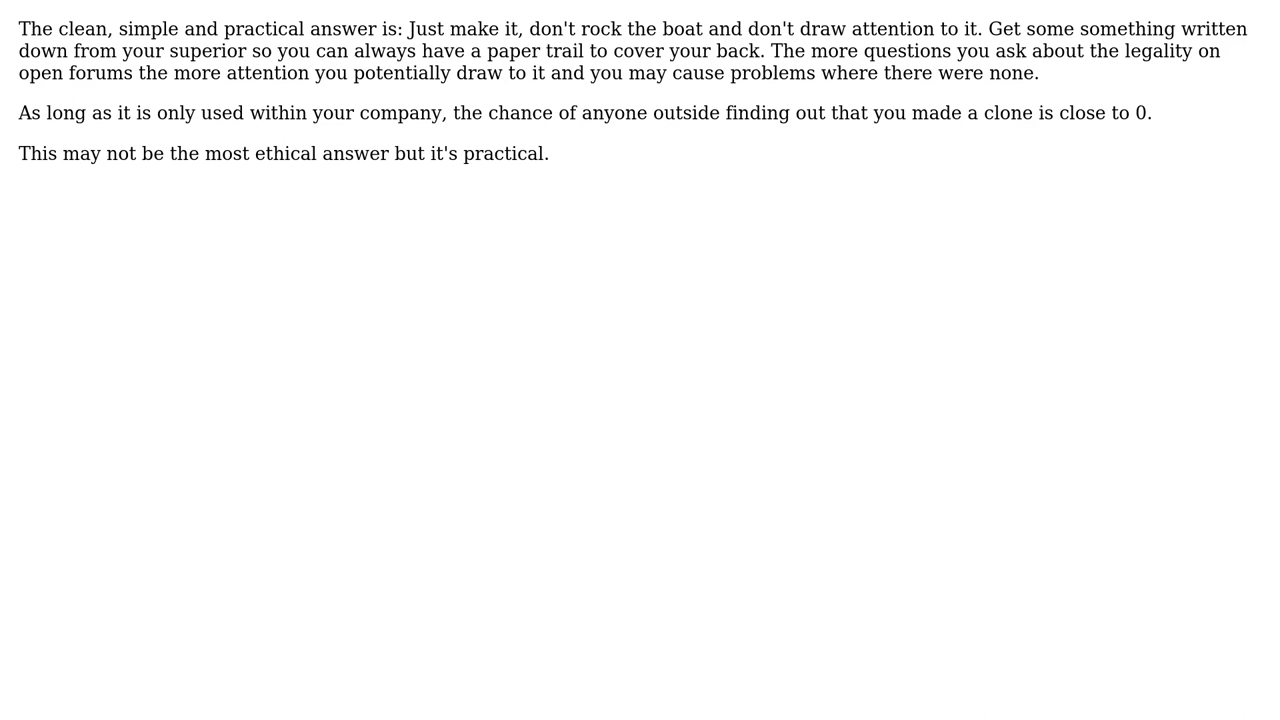 The clean, simple and practical answer is: Just make it, don't rock the boat and don't draw attention to it. Get some something written
down from your superior so you can always have a paper trail to cover your back. The more questions you ask about the legality on
open forums the more attention you potentially draw to it and you may cause problems where there were none.
As long as it is only used within your company, the chance of anyone outside finding out that you made a clone is close to 0.
This may not be the most ethical answer but it's practical.